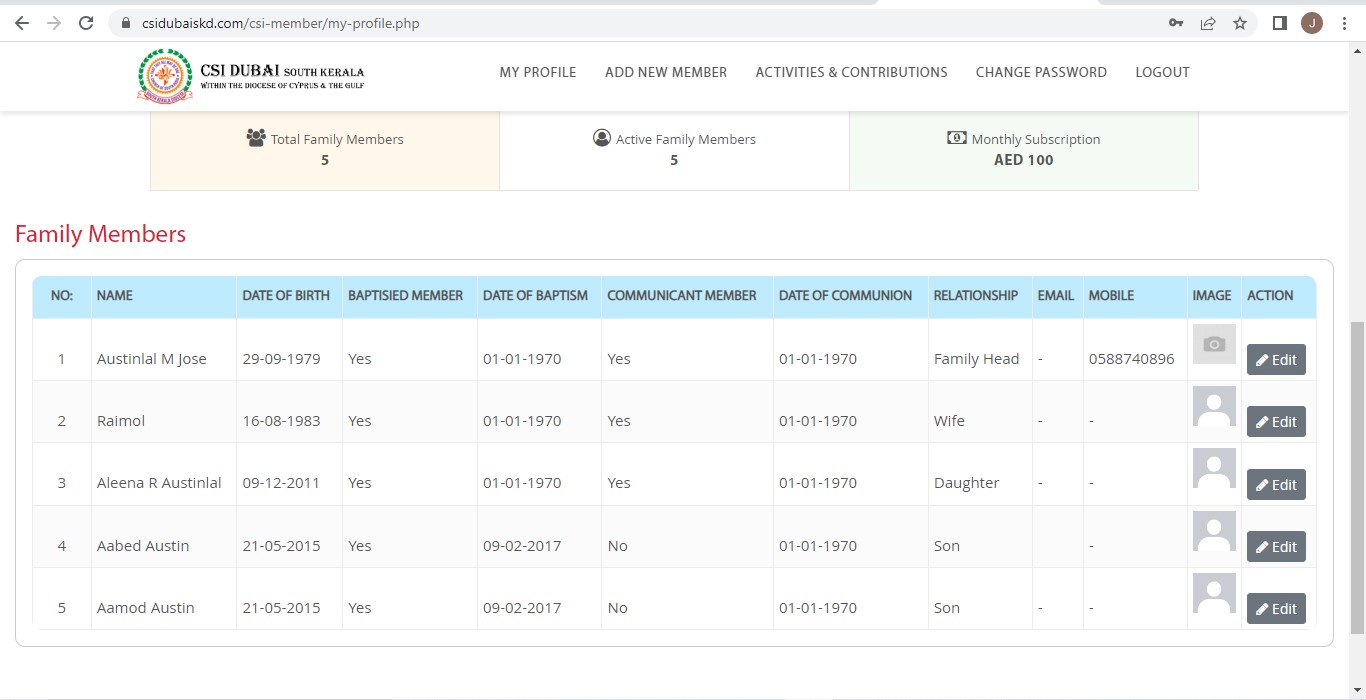 csidubaiskd.com/csi-member/my-profile.php
J
CSI DUBAI SOUTH KERALA
WITHIN THE DIOCESE OF CYPRUS & THE GULF
MY PROFILE ADD NEW MEMBER ACTIVITIES & CONTRIBUTIONS CHANGE PASSWORD LOGOUT
Total Family Members
5
Active Family Members
5
Monthly Subscription
AED 100
Family Members
NO: NAME DATE OF BIRTH BAPTISIED MEMBER DATE OF BAPTISM COMMUNICANT MEMBER DATE OF COMMUNION RELATIONSHIP EMAIL MOBILE IMAGE ACTION
1 Austinlal M Jose 29-09-1979 Yes 01-01-1970 Yes 01-01-1970 Family Head - 0588740896 Edit
2 Raimol 16-08-1983 Yes 01-01-1970 Yes 01-01-1970 Wife - - Edit
3 Aleena R Austinlal 09-12-2011 Yes 01-01-1970 Yes 01-01-1970 Daughter - - Edit
4 Aabed Austin 21-05-2015 Yes 09-02-2017 No 01-01-1970 Son - Edit
5 Aamod Austin 21-05-2015 Yes 09-02-2017 No 01-01-1970 Son - - Edit